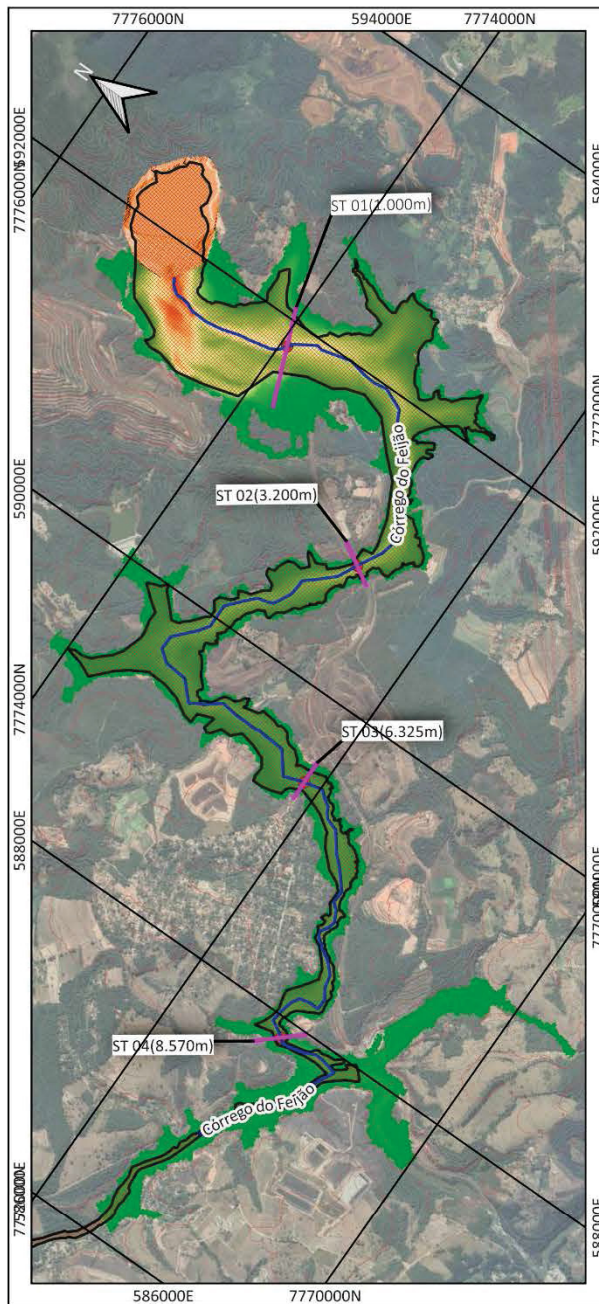 7776000N
594000E
7774000N
N
592000E
7776000N
594000E
ST 01(1.000m)
7772000N
Córrego do Feijão
590000E
ST 02(3.200m)
592000E
7774000N
ST 03(6.325m)
588000E
ST 04(8.570m)
Córrego do Feijão
588000E
586000E
7770000N